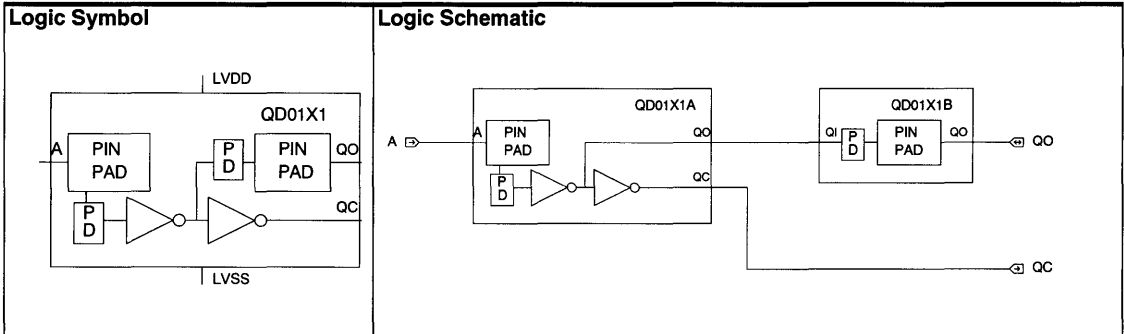 Logic Symbol
LVDD
QD01X1
A
PIN
PAD
P
D
PIN
PAD
QO
P
D
QC
LVSS
Logic Schematic
QD01X1A
A
A
PIN
PAD
QO
P
D
QC
QD01X1B
QI
P
D
PIN
PAD
QO
QO
QC